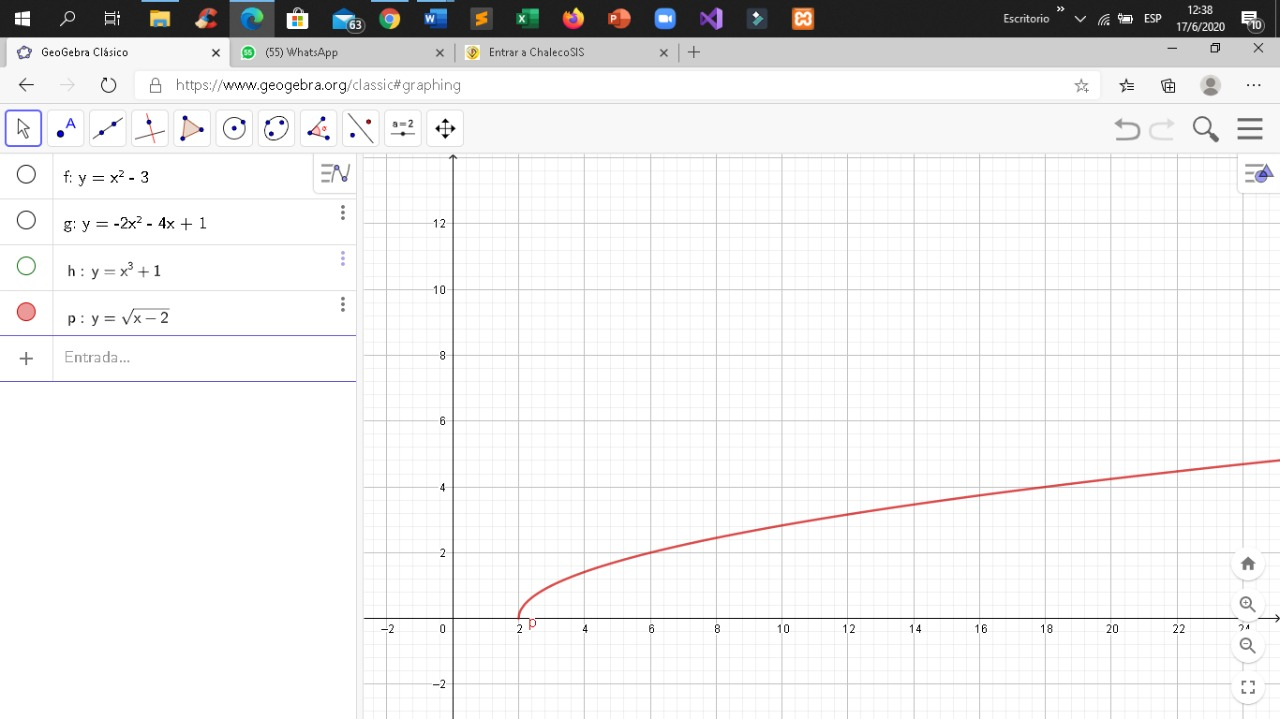 63
Escritorio
»
ESP
12:38
17/6/2020
10
GeoGebra Clásico
(55) WhatsApp
Entrar a ChalecoSIS
https://www.geogebra.org/classic#graphing
A
a=2
f: y = x² - 3
g: y = -2x² - 4x + 1
h : y = x³ + 1
p : y = √(x − 2)
Entrada...
12
10
8
6
4
2
p
−2 0 2 4 6 8 10 12 14 16 18 20 22 24
−2